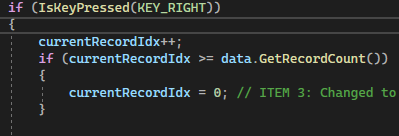 if (IsKeyPressed(KEY_RIGHT))
{
currentRecordIdx++;
if (currentRecordIdx >= data.GetRecordCount())
{
currentRecordIdx = 0; // ITEM 3: Changed to
}